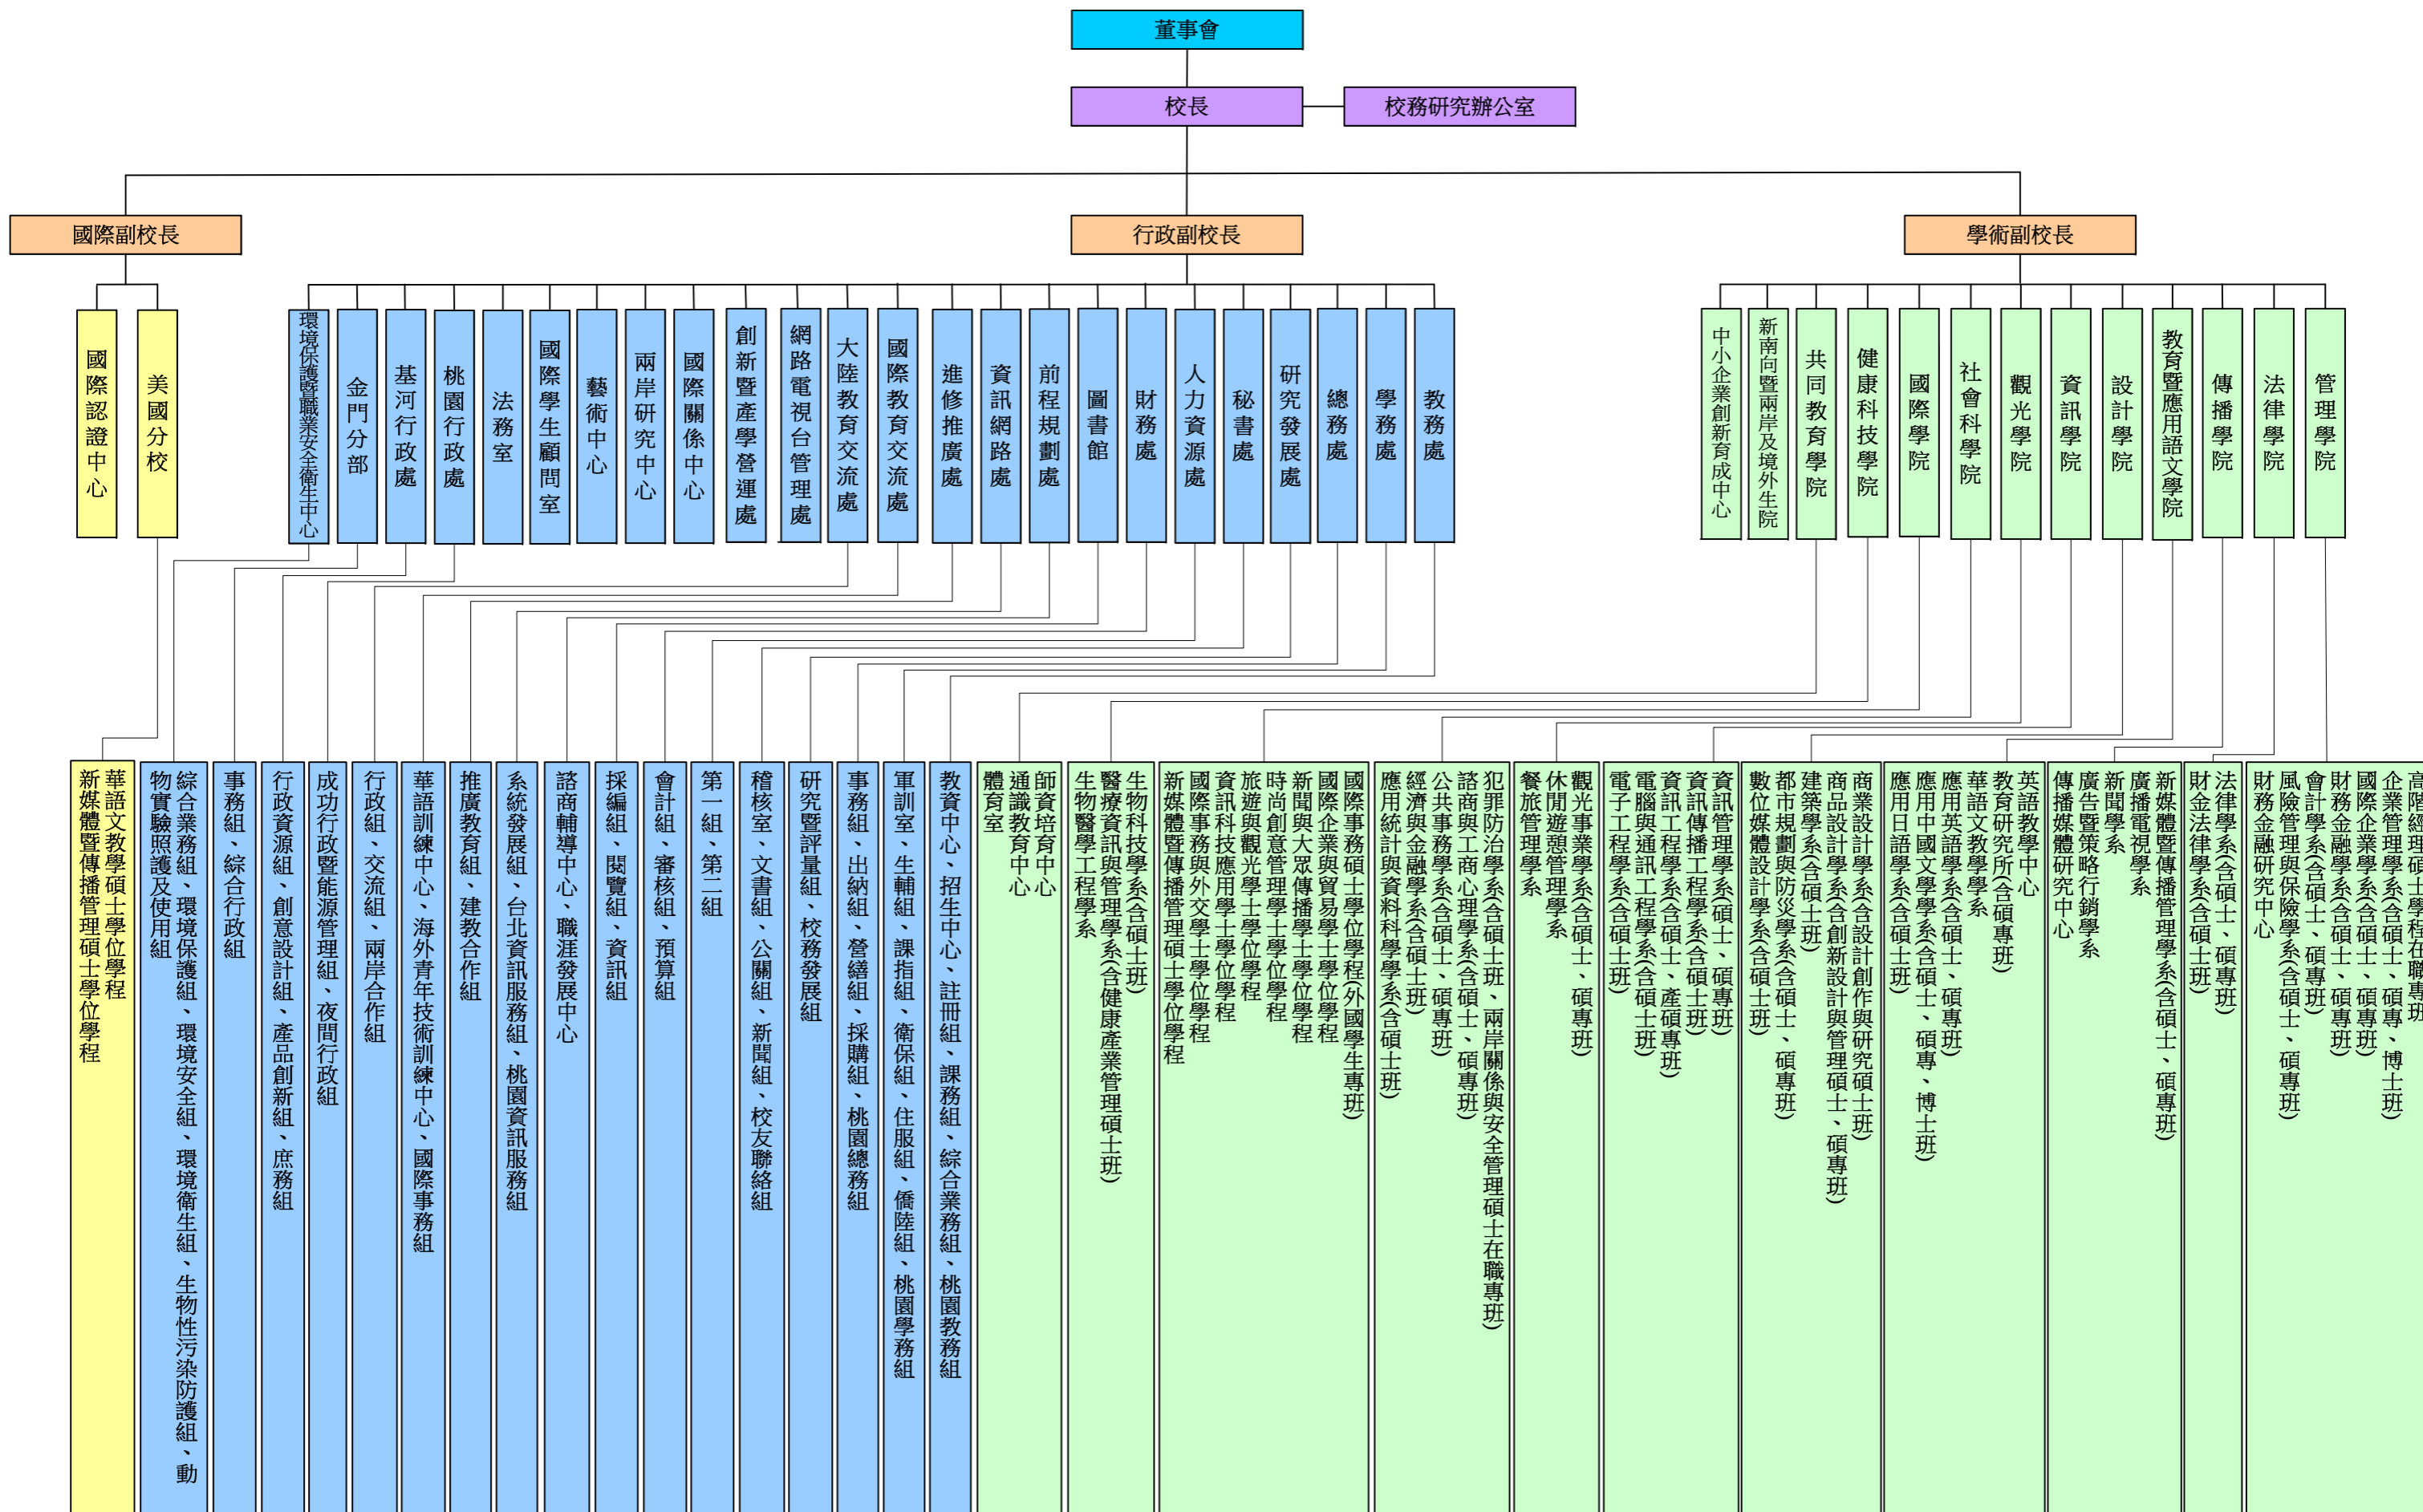 董事會
校長
校務研究辦公室
國際副校長
行政副校長
學術副校長
國際認證中心
美國分校
環境保護暨職業安全衛生中心
金門分部
基河行政處
桃園行政處
法務室
國際學生顧問室
藝術中心
兩岸研究中心
國際關係中心
創新暨產學營運處
網路電視台管理處
大陸教育交流處
國際教育交流處
進修推廣處
資訊網路處
前程規劃處
圖書館
財務處
人力資源處
秘書處
研究發展處
總務處
學務處
教務處
中小企業創新育成中心
新南向暨兩岸及境外生院
共同教育學院
健康科技學院
國際學院
社會科學院
觀光學院
資訊學院
設計學院
教育暨應用語文學院
傳播學院
法律學院
管理學院
華語文教學碩士學位學程
新媒體暨傳播管理碩士學位學程
綜合業務組、環境保護組、環境安全組、環境衛生組、生物性污染防護組、動
物實驗照護及使用組
事務組、綜合行政組
行政資源組、創意設計組、產品創新組、庶務組
成功行政暨能源管理組、夜間行政組
行政組、交流組、兩岸合作組
華語訓練中心、海外青年技術訓練中心、國際事務組
推廣教育組、建教合作組
系統發展組、台北資訊服務組、桃園資訊服務組
諮商輔導中心、職涯發展中心
採編組、閱覽組、資訊組
會計組、審核組、預算組
第一組、第二組
稽核室、文書組、公關組、新聞組、校友聯絡組
研究暨評量組、校務發展組
事務組、出納組、營繕組、採購組、桃園總務組
軍訓室、生輔組、課指組、衛保組、住服組、僑陸組、桃園學務組
教資中心、招生中心、註冊組、課務組、綜合業務組、桃園教務組
師資培育中心
通識教育中心
體育室
生物科技學系(含碩士班)
醫療資訊與管理學系(含健康產業管理碩士班)
生物醫學工程學系
國際事務碩士學位學程(外國學生專班)
國際企業與貿易學士學位學程
新聞與大眾傳播學士學位學程
時尚創意管理學士學位學程
旅遊與觀光學士學位學程
資訊科技應用學士學位學程
國際事務與外交學士學位學程
新媒體暨傳播管理碩士學位學程
犯罪防治學系(含碩士班、兩岸關係與安全管理碩士在職專班)
諮商與工商心理學系(含碩士、碩專班)
公共事務學系(含碩士、碩專班)
經濟與金融學系(含碩士班)
應用統計與資料科學學系(含碩士班)
觀光事業學系(含碩士、碩專班)
休閒遊憩管理學系
餐旅管理學系
資訊管理學系(碩士、碩專班)
資訊傳播工程學系(含碩士班)
資訊工程學系(含碩士、產碩專班)
電腦與通訊工程學系(含碩士班)
電子工程學系(含碩士班)
商業設計學系(含設計創作與研究碩士班)
商品設計學系(含創新設計與管理碩士、碩專班)
建築學系(含碩士班)
都市規劃與防災學系(含碩士、碩專班)
數位媒體設計學系(含碩士班)
英語教學中心
教育研究所(含碩專班)
華語文教學學系
應用英語學系(含碩士、碩專班)
應用中國文學學系(含碩士、碩專、博士班)
應用日語學系(含碩士班)
新媒體暨傳播管理學系(含碩士、碩專班)
廣播電視學系
新聞學系
廣告暨策略行銷學系
傳播媒體研究中心
法律學系(含碩士、碩專班)
財金法律學系(含碩士班)
高階經理碩士學程在職專班
企業管理學系(含碩士、碩專、博士班)
國際企業學系(含碩士、碩專班)
財務金融學系(含碩士、碩專班)
會計學系(含碩士、碩專班)
風險管理與保險學系(含碩士、碩專班)
財務金融研究中心